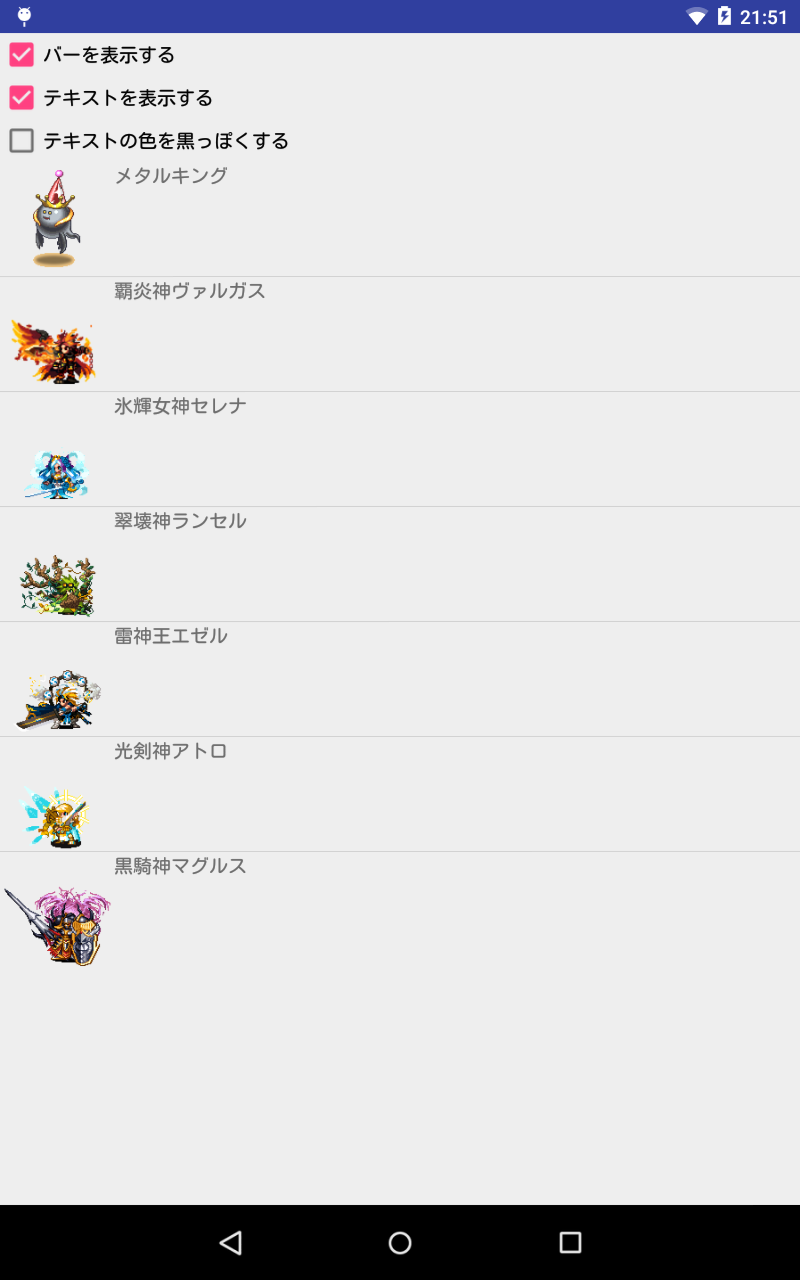 21:51
バーを表示する
テキストを表示する
テキストの色を黒っぽくする
メタルキング
覇炎神ヴァルガス
氷輝女神セレナ
翠壊神ランセル
雷神王エゼル
光剣神アトロ
黒騎神マグルス